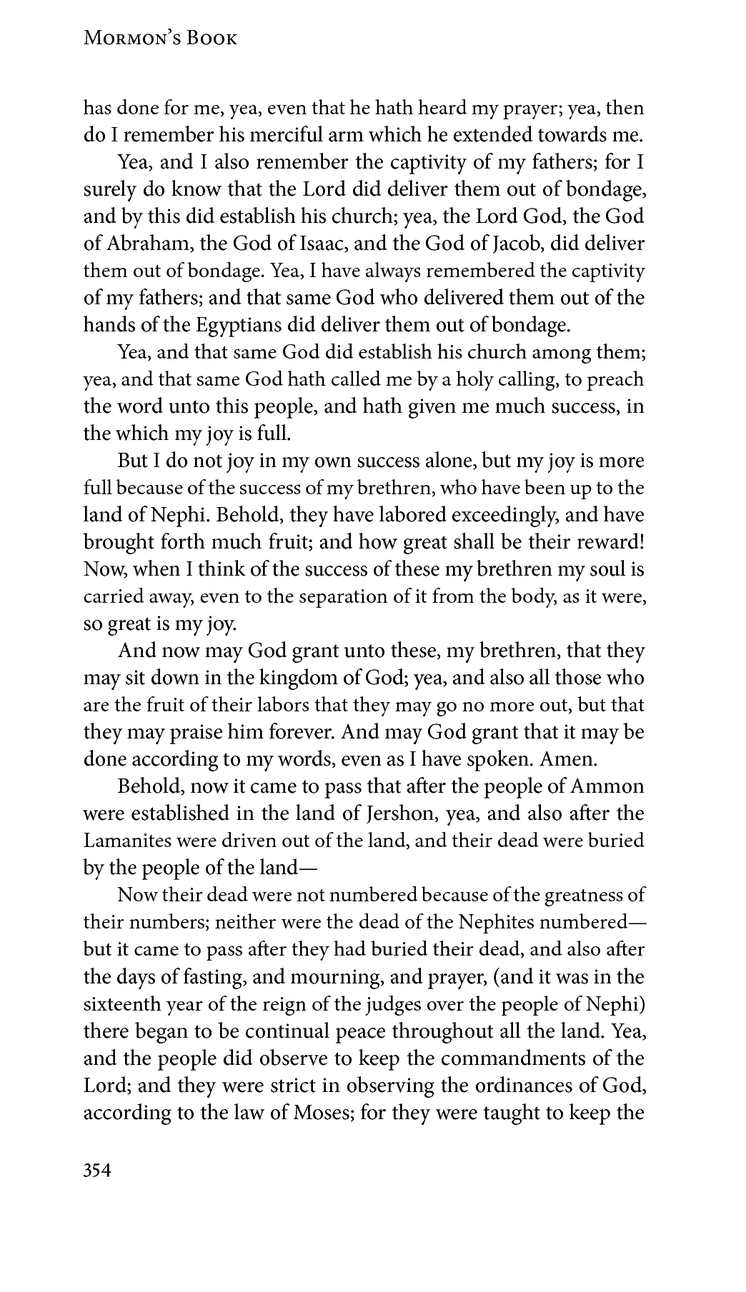 Mormon’s Book
has done for me, yea, even that he hath heard my prayer; yea, then
do I remember his merciful arm which he extended towards me.
Yea, and I also remember the captivity of my fathers; for I
surely do know that the Lord did deliver them out of bondage,
and by this did establish his church; yea, the Lord God, the God
of Abraham, the God of Isaac, and the God of Jacob, did deliver
them out of bondage. Yea, I have always remembered the captivity
of my fathers; and that same God who delivered them out of the
hands of the Egyptians did deliver them out of bondage.
Yea, and that same God did establish his church among them;
yea, and that same God hath called me by a holy calling, to preach
the word unto this people, and hath given me much success, in
the which my joy is full.
But I do not joy in my own success alone, but my joy is more
full because of the success of my brethren, who have been up to the
land of Nephi. Behold, they have labored exceedingly, and have
brought forth much fruit; and how great shall be their reward!
Now, when I think of the success of these my brethren my soul is
carried away, even to the separation of it from the body, as it were,
so great is my joy.
And now may God grant unto these, my brethren, that they
may sit down in the kingdom of God; yea, and also all those who
are the fruit of their labors that they may go no more out, but that
they may praise him forever. And may God grant that it may be
done according to my words, even as I have spoken. Amen.
Behold, now it came to pass that after the people of Ammon
were established in the land of Jershon, yea, and also after the
Lamanites were driven out of the land, and their dead were buried
by the people of the land—
Now their dead were not numbered because of the greatness of
their numbers; neither were the dead of the Nephites numbered—
but it came to pass after they had buried their dead, and also after
the days of fasting, and mourning, and prayer, (and it was in the
sixteenth year of the reign of the judges over the people of Nephi)
there began to be continual peace throughout all the land. Yea,
and the people did observe to keep the commandments of the
Lord; and they were strict in observing the ordinances of God,
according to the law of Moses; for they were taught to keep the
354